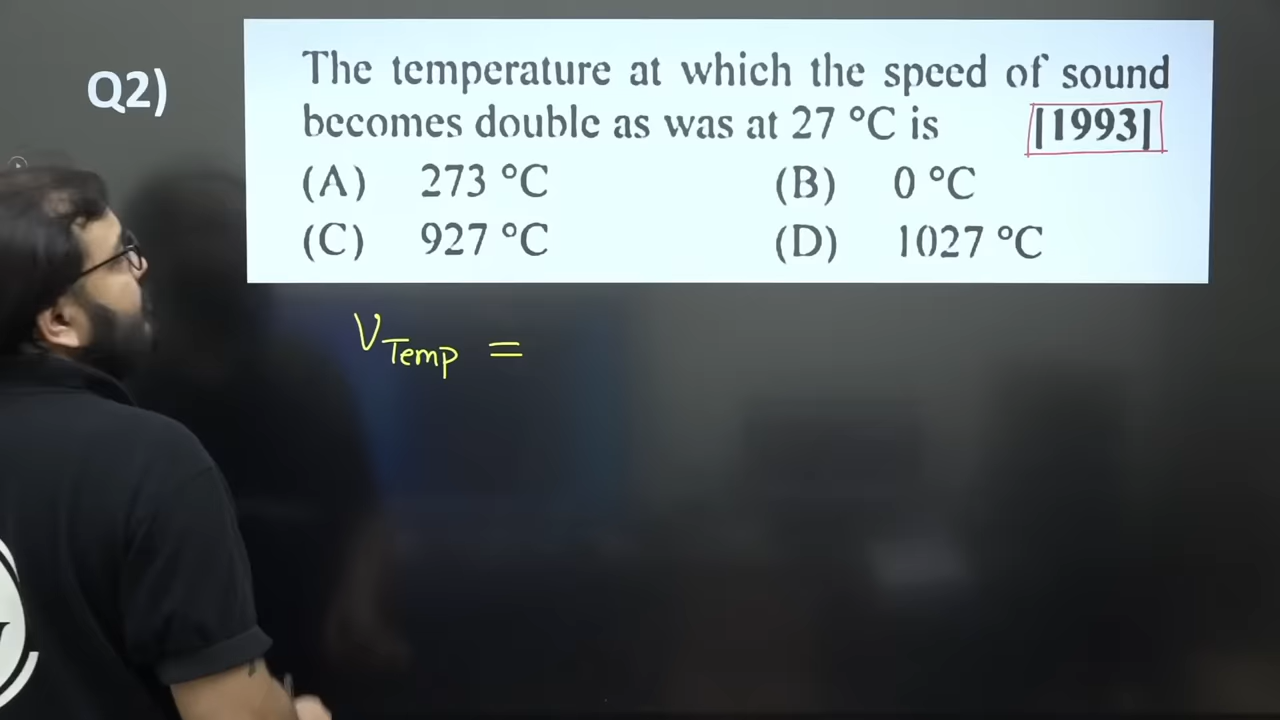 Q2)
The temperature at which the speed of sound
becomes double as was at 27 °C is [1993]
(A) 273 °C (B) 0 °C
(C) 927 °C (D) 1027 °C
V Temp =